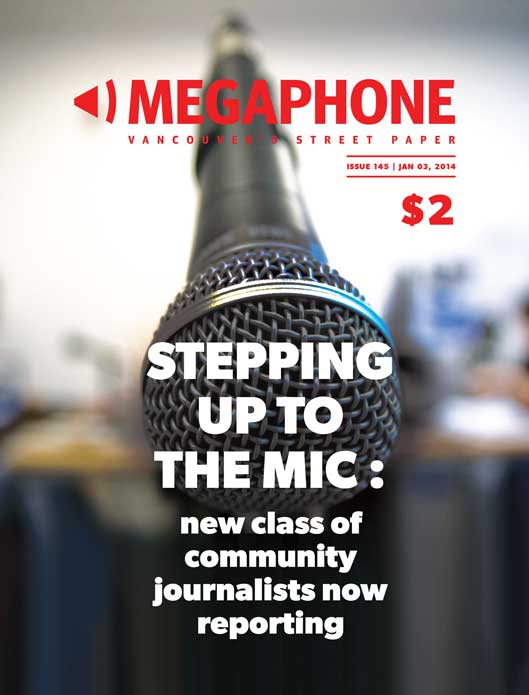 MEGAPHONE
VANCOUVER'S STREET PAPER
ISSUE 145 | JAN 03, 2014
$2
STEPPING
UP TO
THE MIC :
new class of
community
journalists now
reporting